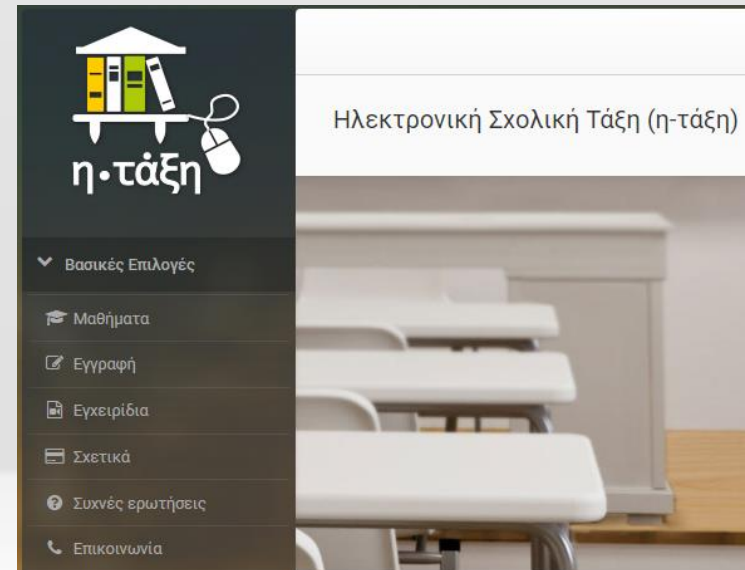 η•τάξη
Ηλεκτρονική Σχολική Τάξη (η-τάξη)
Βασικές Επιλογές
Μαθήματα
Εγγραφή
Εγχειρίδια
Σχετικά
Συχνές ερωτήσεις
Επικοινωνία